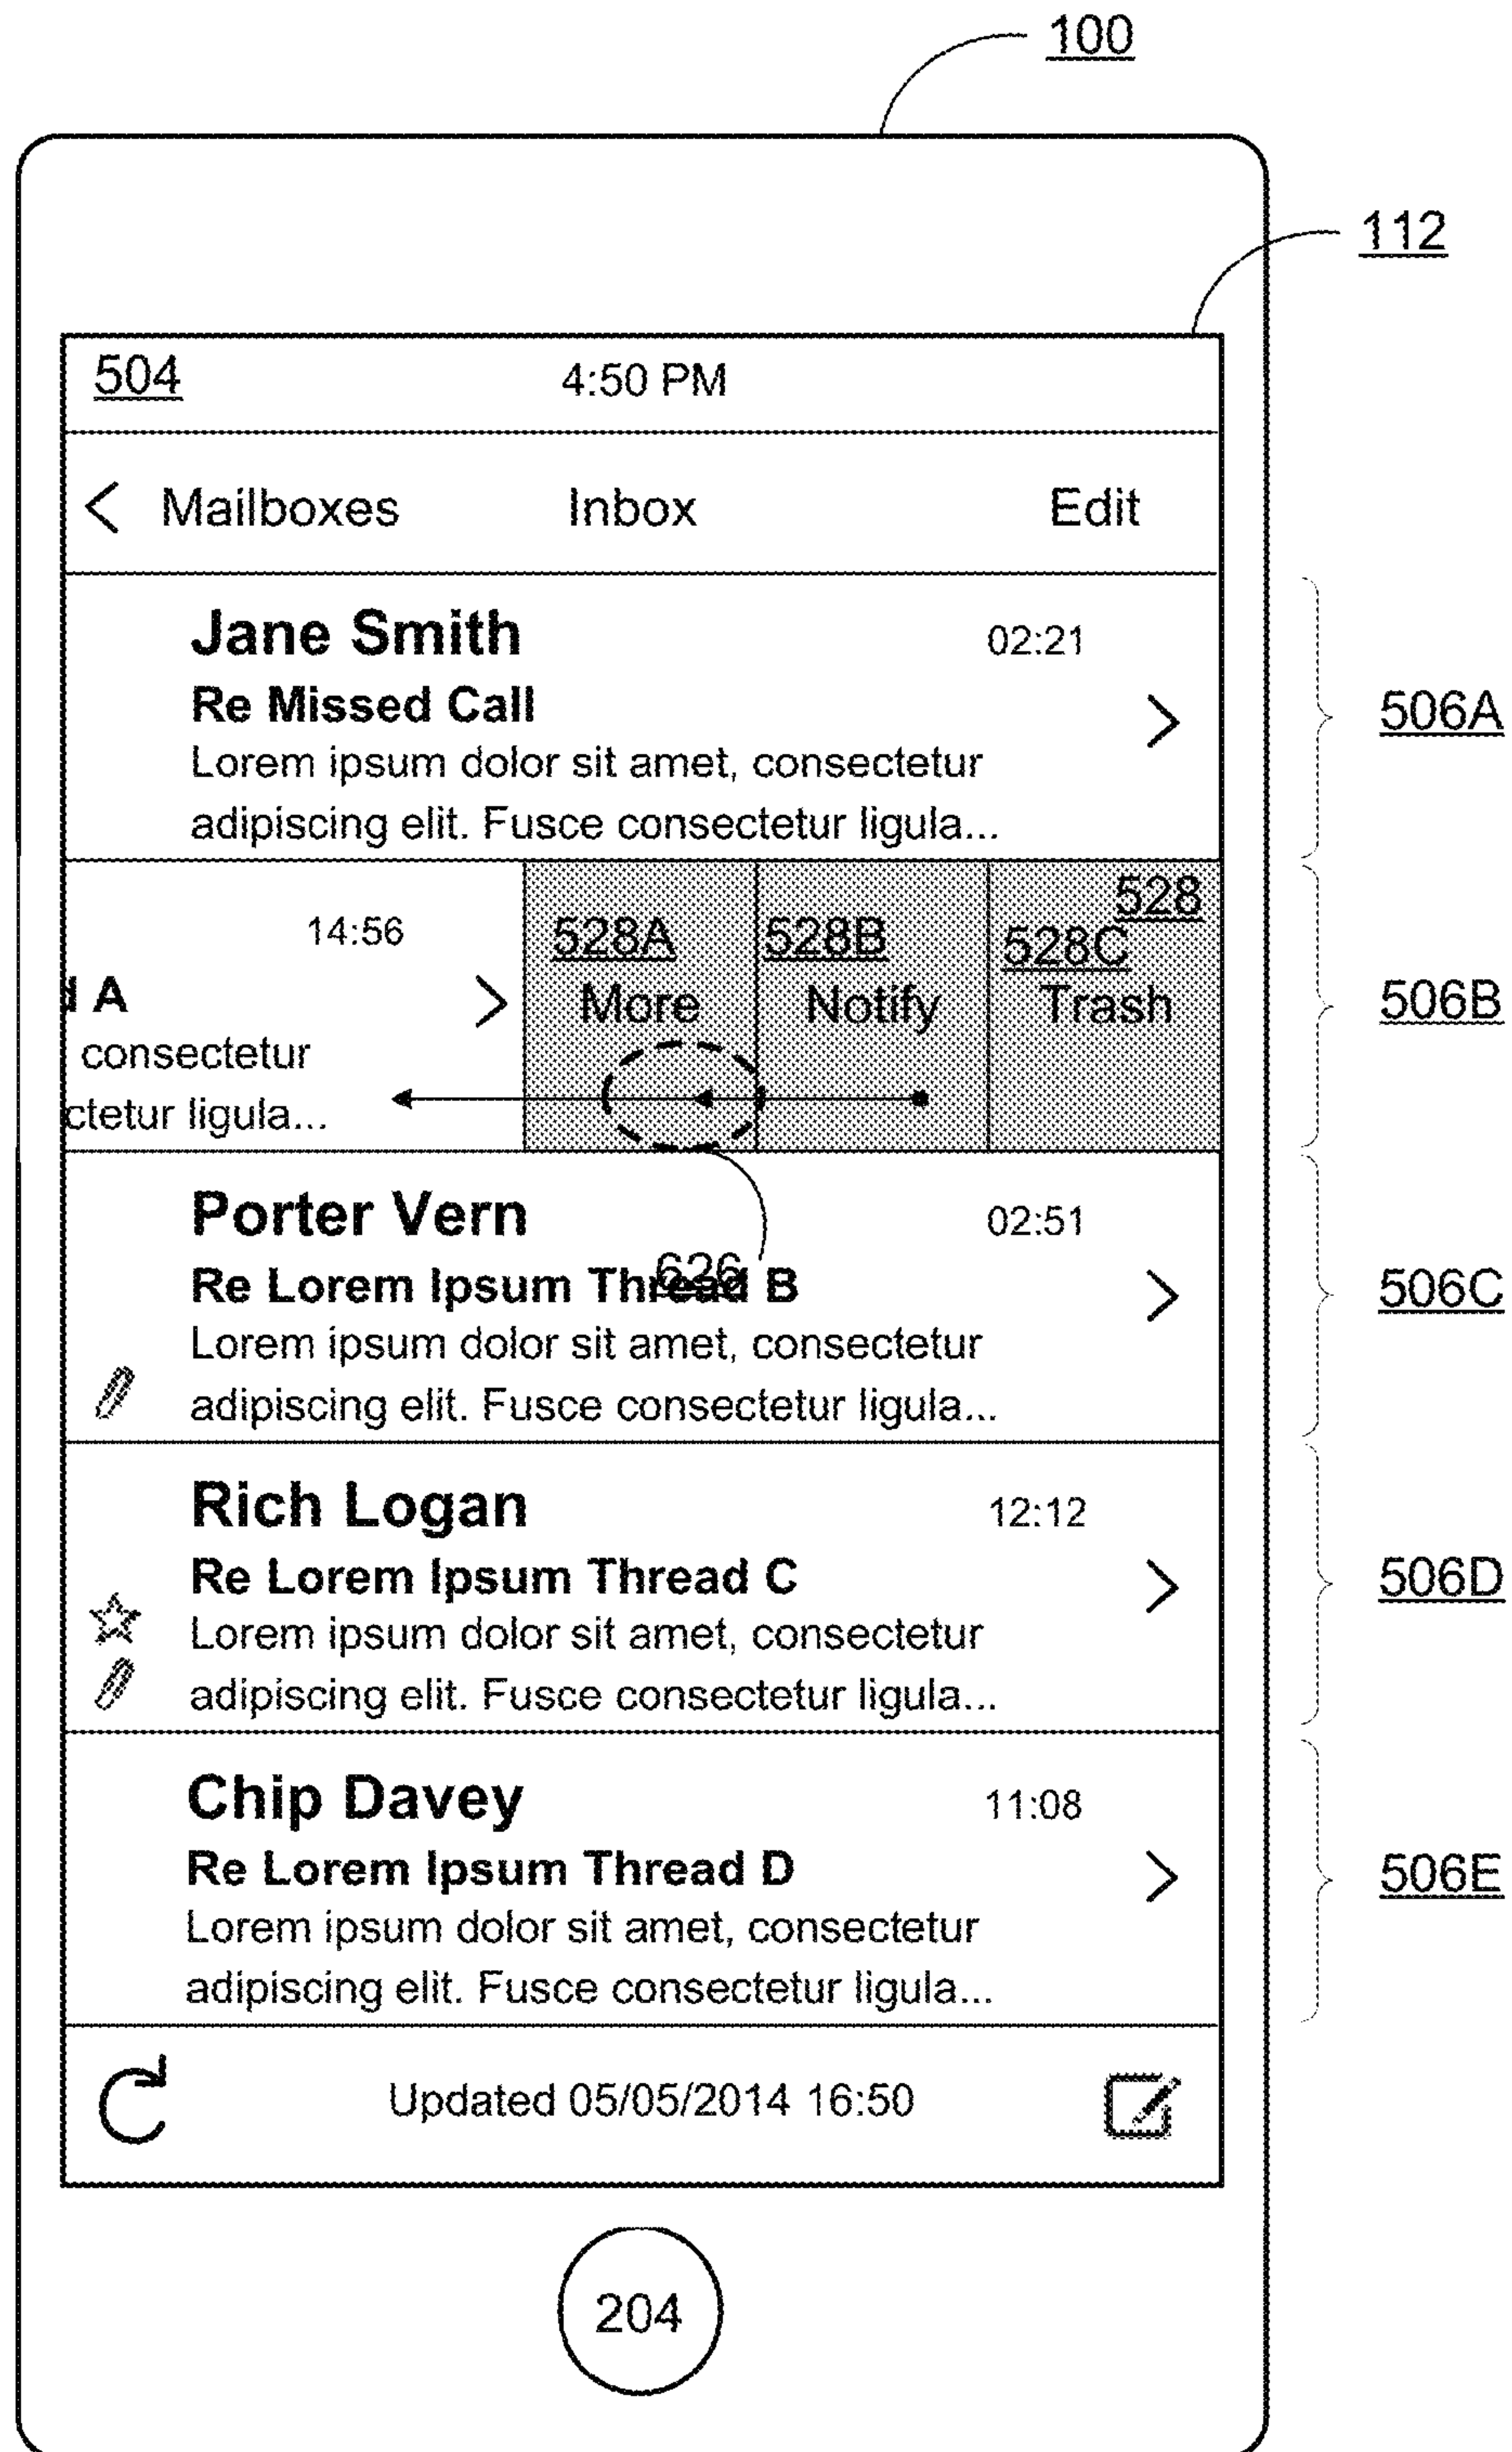 100
112
504 4:50 PM
< Mailboxes Inbox Edit
Jane Smith 02:21
Re Missed Call
506A
Lorem ipsum dolor sit amet, consectetur
adipiscing elit. Fusce consectetur ligula...
528
14:56 528A 528B 528C
d A More Notify Trash 506B
consectetur
ctetur ligula...
Porter Vern 02:51
626
Re Lorem Ipsum Thread B 506C
Lorem ipsum dolor sit amet, consectetur
adipiscing elit. Fusce consectetur ligula...
Rich Logan 12:12
Re Lorem Ipsum Thread C 506D
Lorem ipsum dolor sit amet, consectetur
adipiscing elit. Fusce consectetur ligula...
Chip Davey 11:08
Re Lorem Ipsum Thread D 506E
Lorem ipsum dolor sit amet, consectetur
adipiscing elit. Fusce consectetur ligula...
Updated 05/05/2014 16:50
204